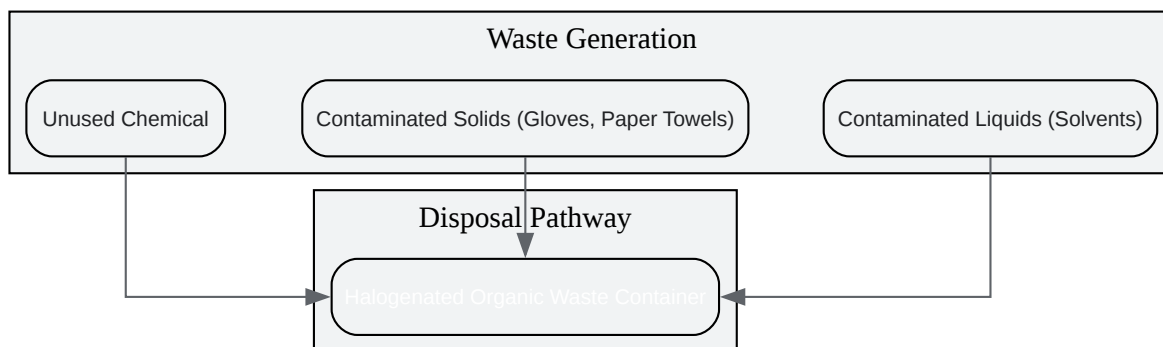 Waste Generation
Unused Chemical
Contaminated Solids (Gloves, Paper Towels)
Contaminated Liquids (Solvents)
Disposal Pathway
Halogenated Organic Waste Container